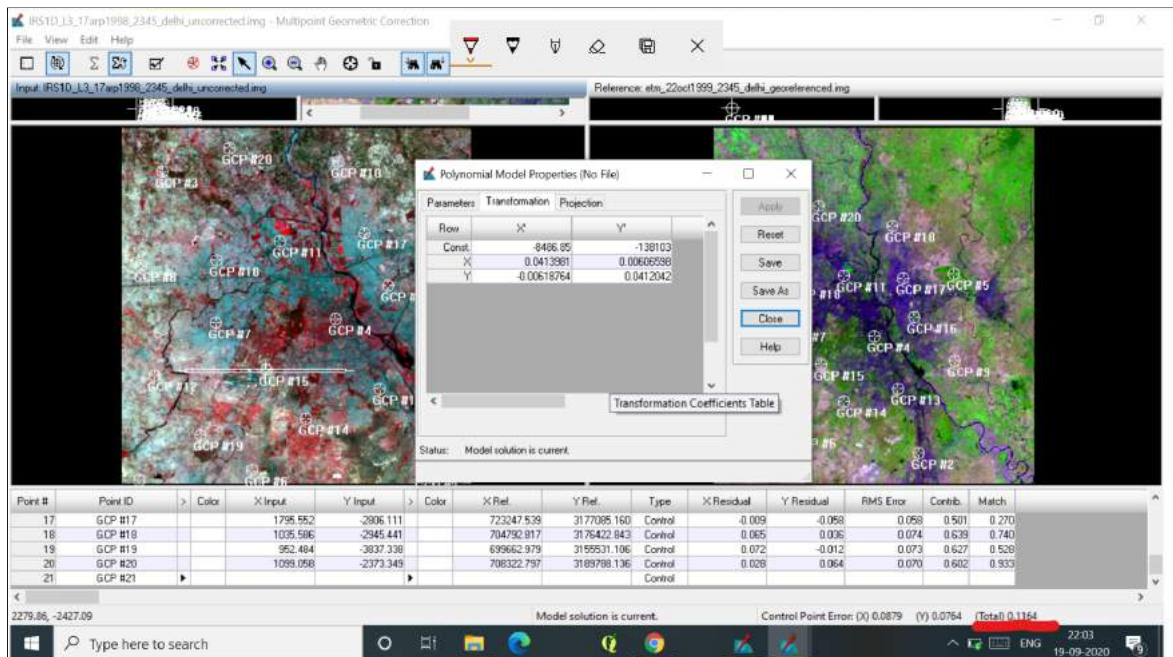 IRS1D_L3_17arp1998_2345_delhi_uncorrected.img - Multipoint Geometric Correction
File View Edit Help
Input: IRS1D_L3_17arp1998_2345_delhi_uncorrected.img
Reference: etm_22oct1999_2345_delhi_georeferenced.img
GCP #20
GCP #3
GCP #18
GCP #11
GCP #17
GCP #8
GCP #10
GCP #7
GCP #4
GCP #15
GCP #12
GCP #1
GCP #14
GCP #19
GCP #6
Polynomial Model Properties (No File)
Parameters Transformation Projection
Row X' Y'
Const. -8486.85 -138103
X 0.0413981 0.00606598
Y -0.00618764 0.0412042
Apply
Reset
Save
Save As
Close
Help
Transformation Coefficients Table
Status: Model solution is current.
GCP #20
GCP #18
GCP #11
GCP #17
GCP #5
GCP #16
#7
GCP #4
GCP #15
GCP #9
GCP #13
GCP #14
#6
GCP #2
Point # Point ID > Color X Input Y Input > Color X Ref. Y Ref. Type X Residual Y Residual RMS Error Contrib. Match
17 GCP #17 1795.552 -2806.111 723247.539 3177085.160 Control -0.009 -0.058 0.058 0.501 0.270
18 GCP #18 1035.586 -2945.441 704792.817 3176422.843 Control 0.065 0.036 0.074 0.639 0.740
19 GCP #19 952.484 -3837.338 699662.979 3155531.106 Control 0.072 -0.012 0.073 0.627 0.528
20 GCP #20 1099.058 -2373.349 708322.797 3189788.136 Control 0.028 0.064 0.070 0.602 0.933
21 GCP #21 Control
2279.86, -2427.09 Model solution is current. Control Point Error: (X) 0.0879 (Y) 0.0764 (Total) 0.1164
Type here to search
ENG
22:03
19-09-2020